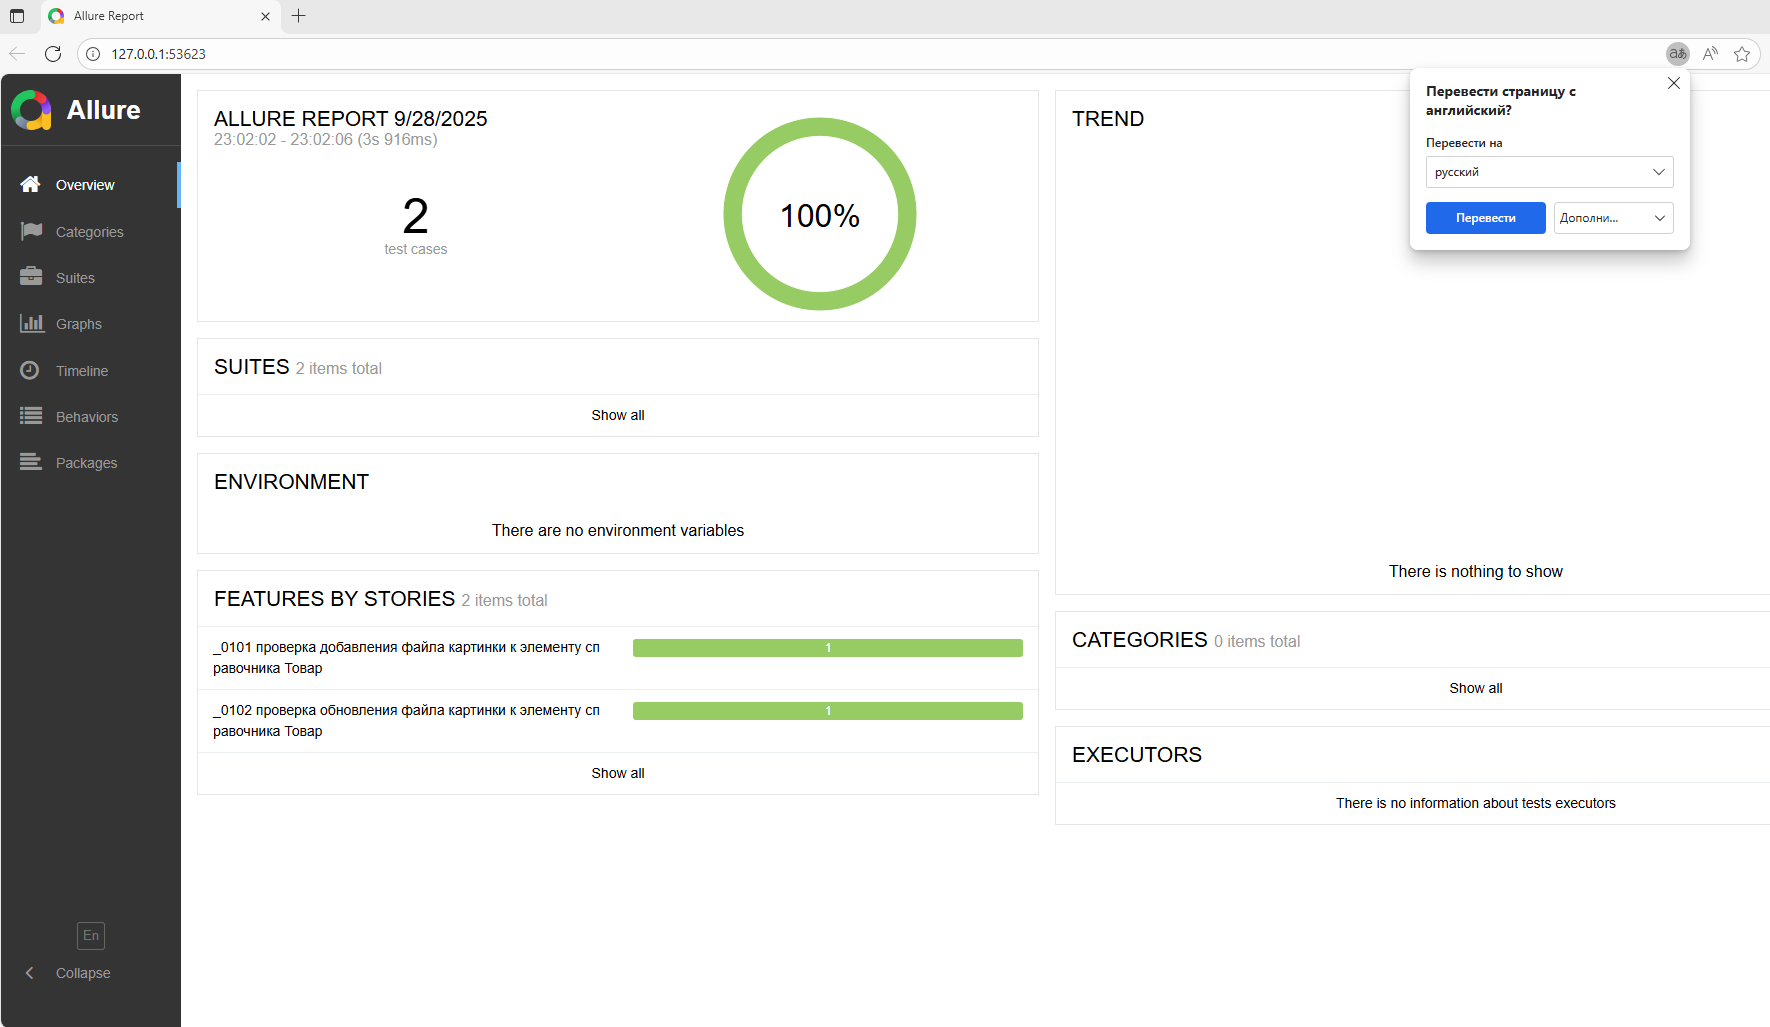 Allure Report
127.0.0.1:53623
Allure
Overview
Categories
Suites
Graphs
Timeline
Behaviors
Packages
En
Collapse
ALLURE REPORT 9/28/2025
23:02:02 - 23:02:06 (3s 916ms)
2
test cases
100%
SUITES 2 items total
Show all
ENVIRONMENT
There are no environment variables
FEATURES BY STORIES 2 items total
_0101 проверка добавления файла картинки к элементу сп
равочника Товар
1
_0102 проверка обновления файла картинки к элементу сп
равочника Товар
1
Show all
TREND
There is nothing to show
CATEGORIES 0 items total
Show all
EXECUTORS
There is no information about tests executors
Перевести страницу с
английский?
Перевести на
русский
Перевести
Дополни...